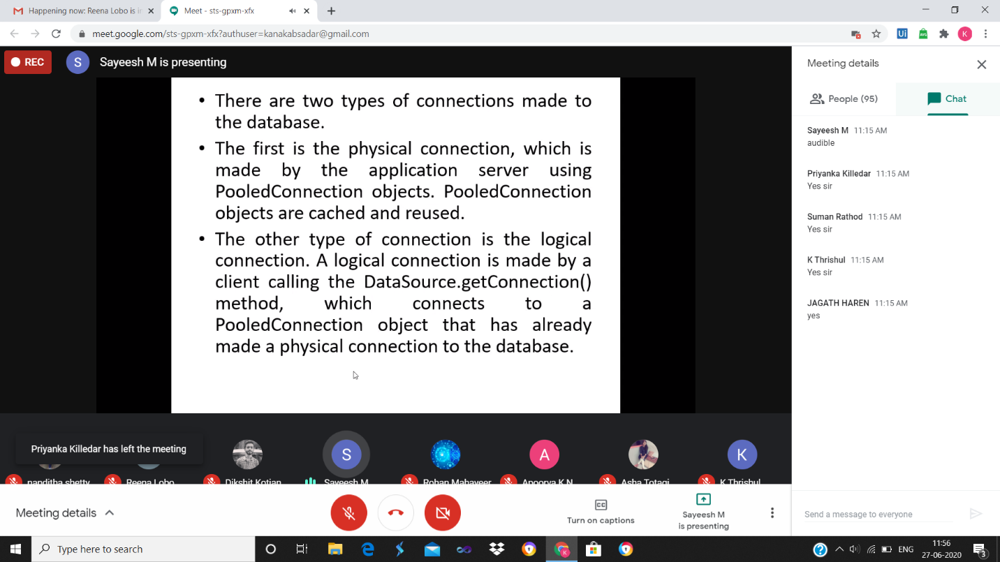 Happening now: Reena Lobo is in
Meet - sts-gpxm-xfx
meet.google.com/sts-gpxm-xfx?authuser=kanakabsadar@gmail.com
Ui
AVG
K
REC
S
Sayeesh M is presenting
• There are two types of connections made to
the database.
• The first is the physical connection, which is
made by the application server using
PooledConnection objects. PooledConnection
objects are cached and reused.
• The other type of connection is the logical
connection. A logical connection is made by a
client calling the DataSource.getConnection()
method, which connects to a
PooledConnection object that has already
made a physical connection to the database.
Meeting details
People (95)
Chat
Sayeesh M 11:15 AM
audible
Priyanka Killedar 11:15 AM
Yes sir
Suman Rathod 11:15 AM
Yes sir
K Thrishul 11:15 AM
Yes sir
JAGATH HAREN 11:15 AM
yes
Send a message to everyone
Priyanka Killedar has left the meeting
S
A
K
nanditha shetty
Reena Lobo
Dikshit Kotian
Sayeesh M
Rohan Mahaveer
Apoorva K N
Asha Totagi
K Thrishul
Meeting details
CC
Turn on captions
Sayeesh M
is presenting
Type here to search
ENG
11:56
27-06-2020
3